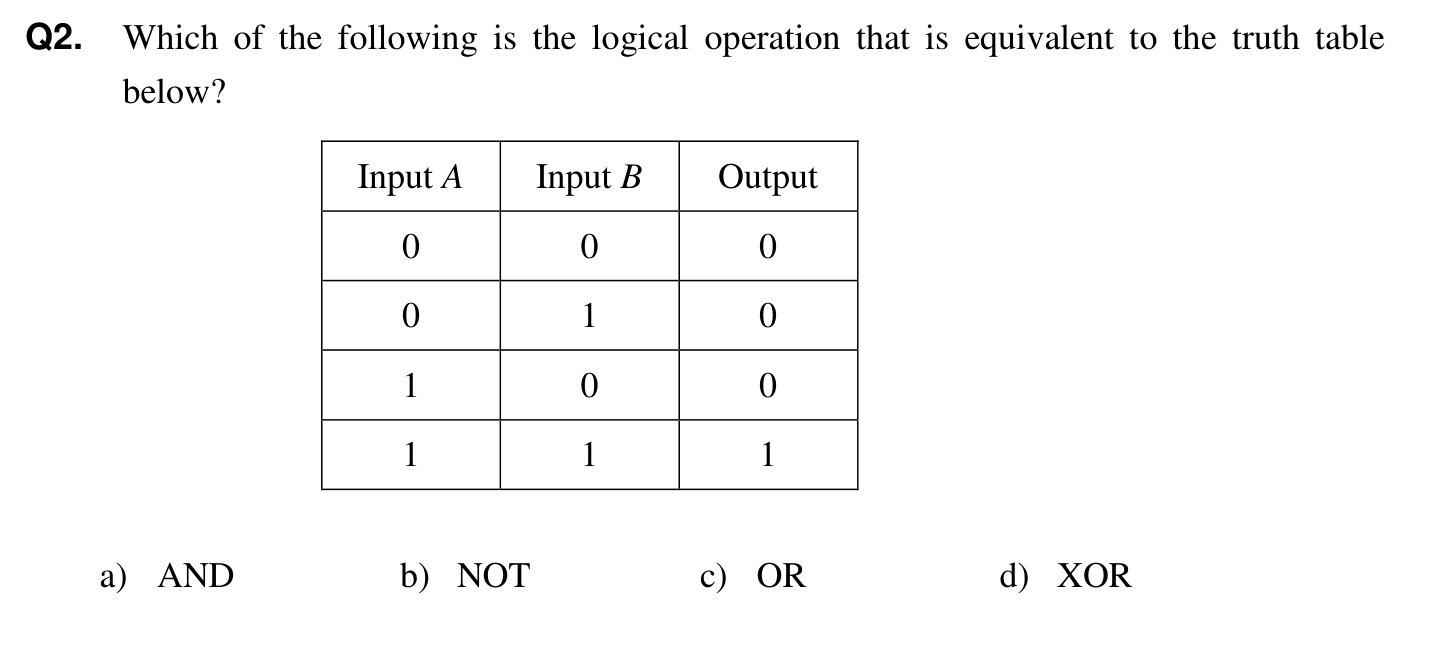 Q2. Which of the following is the logical operation that is equivalent to the truth table
below?
Input A Input B Output
0 0 0
0 1 0
1 0 0
1 1 1
a) AND b) NOT c) OR d) XOR